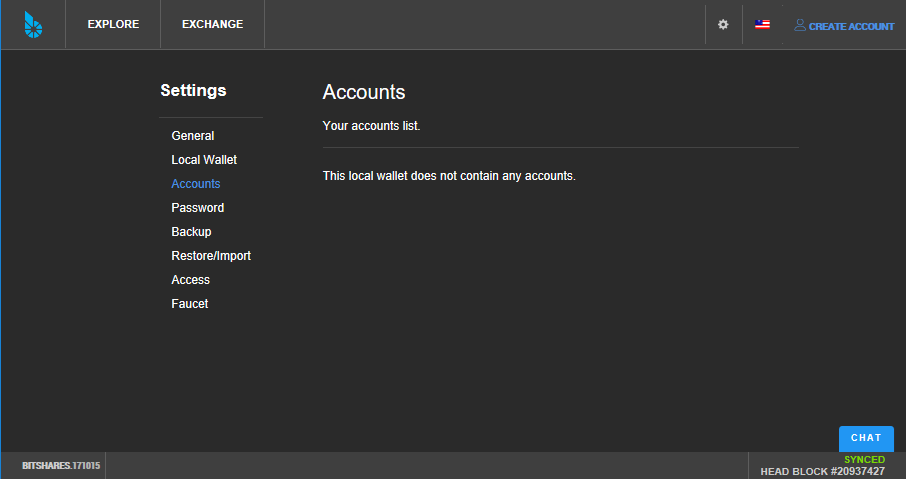 EXPLORE EXCHANGE CREATE ACCOUNT
Settings
General
Local Wallet
Accounts
Password
Backup
Restore/Import
Access
Faucet
Accounts
Your accounts list.
This local wallet does not contain any accounts.
CHAT
BITSHARES.171015
SYNCED
HEAD BLOCK #20937427